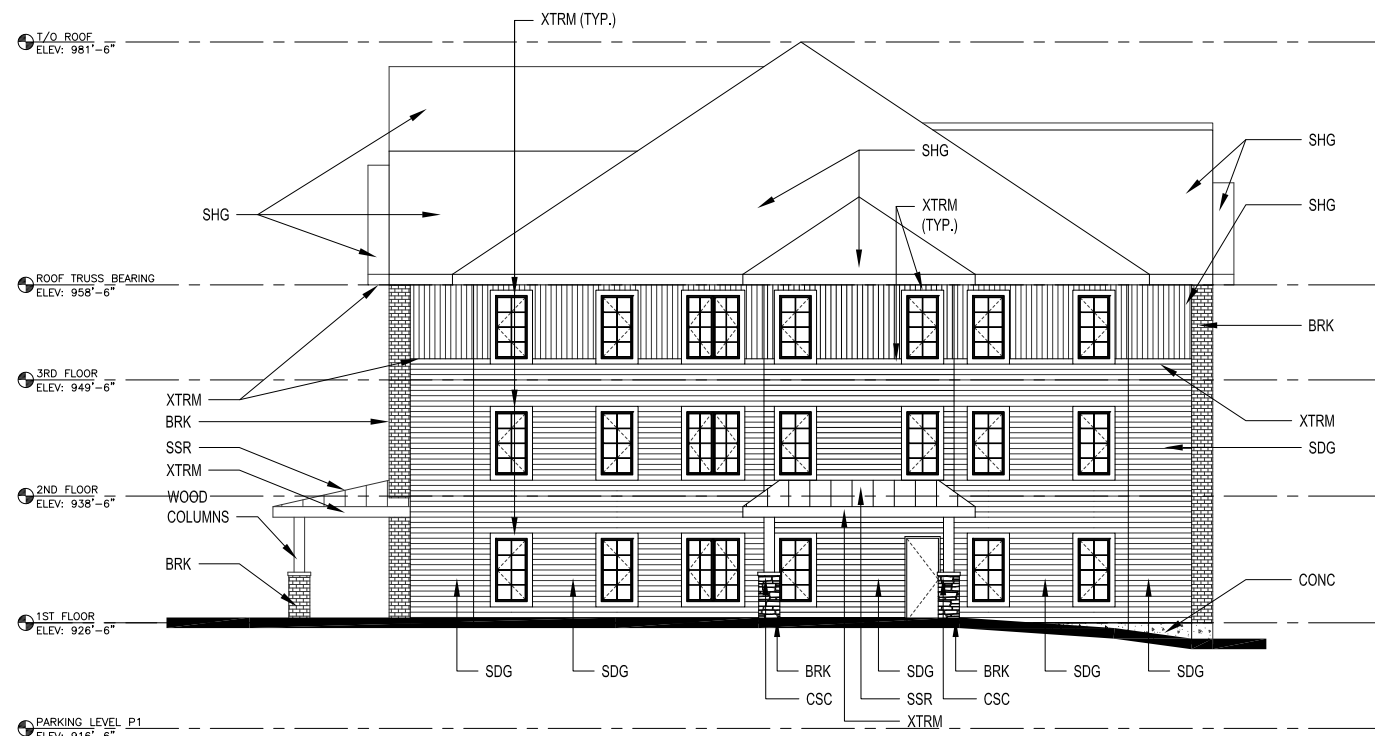 XTRM (TYP.)
T/O ROOF
ELEV: 981'-6"
SHG
SHG
SHG
SHG
XTRM
(TYP.)
SHG
ROOF TRUSS BEARING
ELEV: 958'-6"
BRK
3RD FLOOR
ELEV: 949'-6"
XTRM
BRK
XTRM
SSR
SDG
XTRM
2ND FLOOR
ELEV: 938'-6"
WOOD
COLUMNS
BRK
CONC
1ST FLOOR
ELEV: 926'-6"
SDG
SDG
BRK
SDG
BRK
SDG
SDG
CSC
SSR
CSC
XTRM
PARKING LEVEL P1
ELEV: 916'-6"